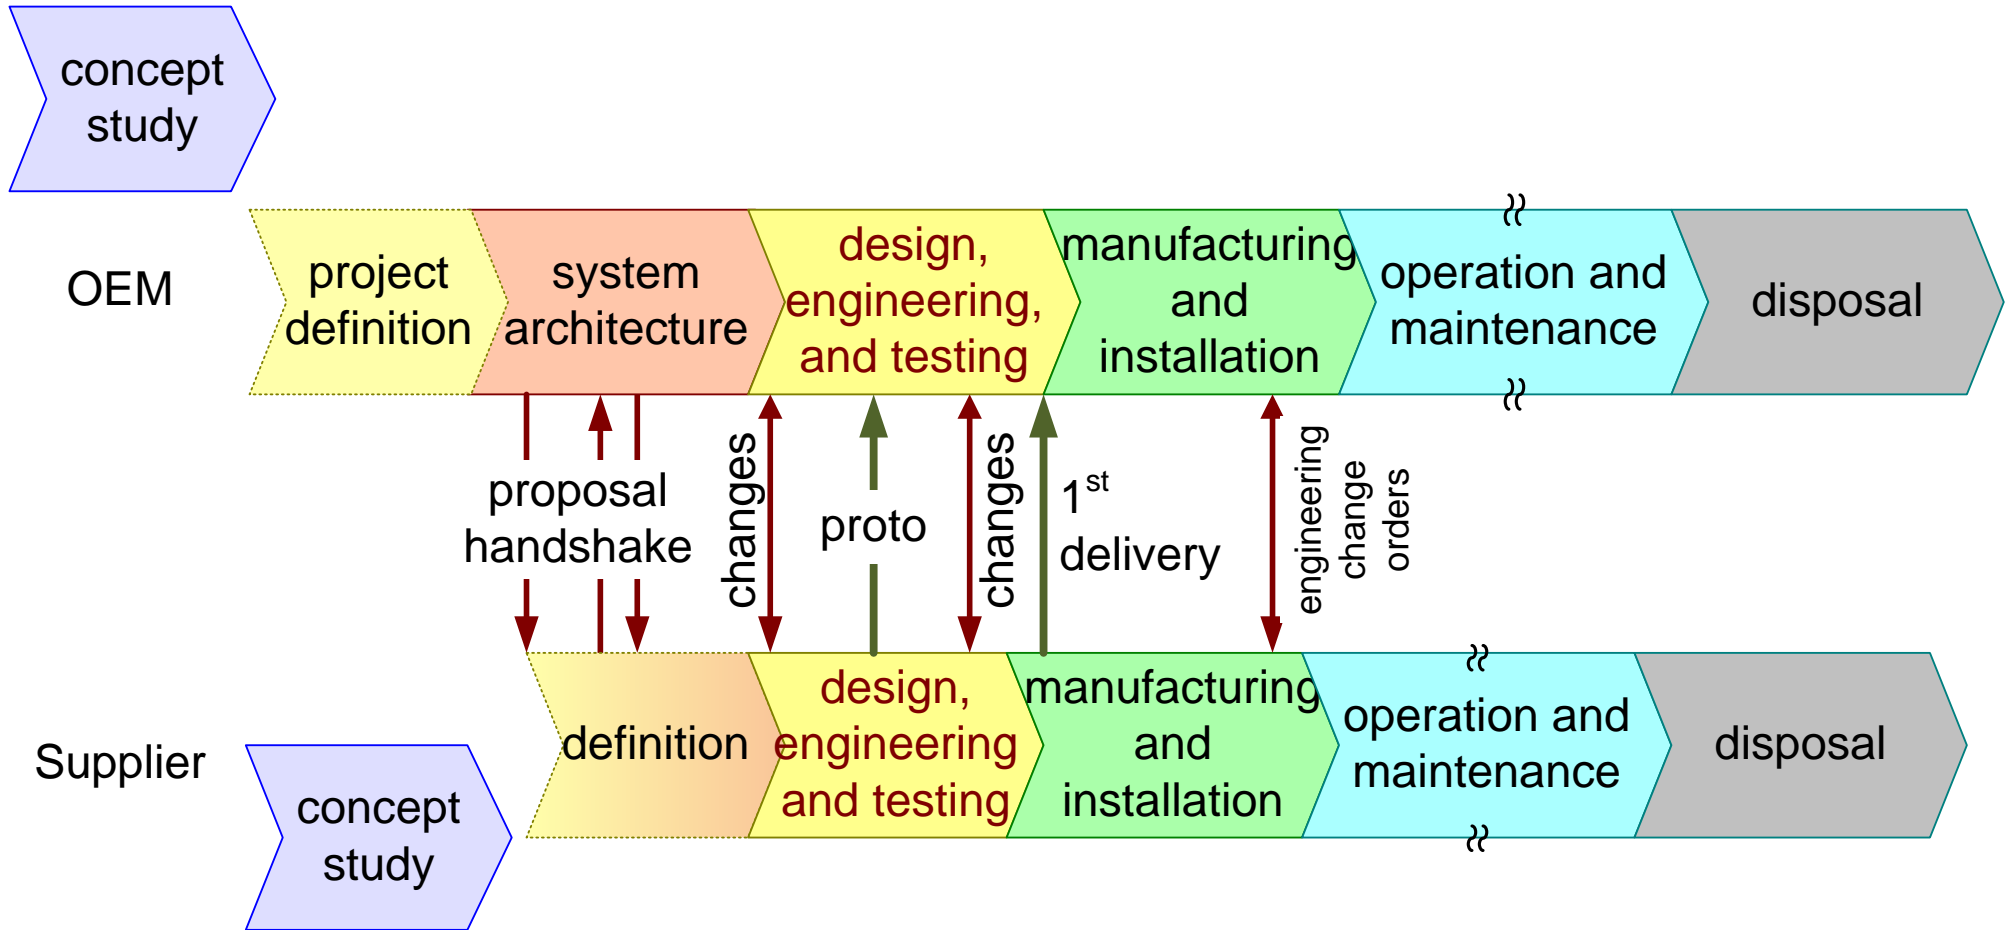 concept
study
OEM
project
definition
system
architecture
design,
engineering,
and testing
manufacturing
and
installation
operation and
maintenance
disposal
proposal
handshake
changes
proto
changes
1st
delivery
engineering
change
orders
Supplier
concept
study
definition
design,
engineering
and testing
manufacturing
and
installation
operation and
maintenance
disposal